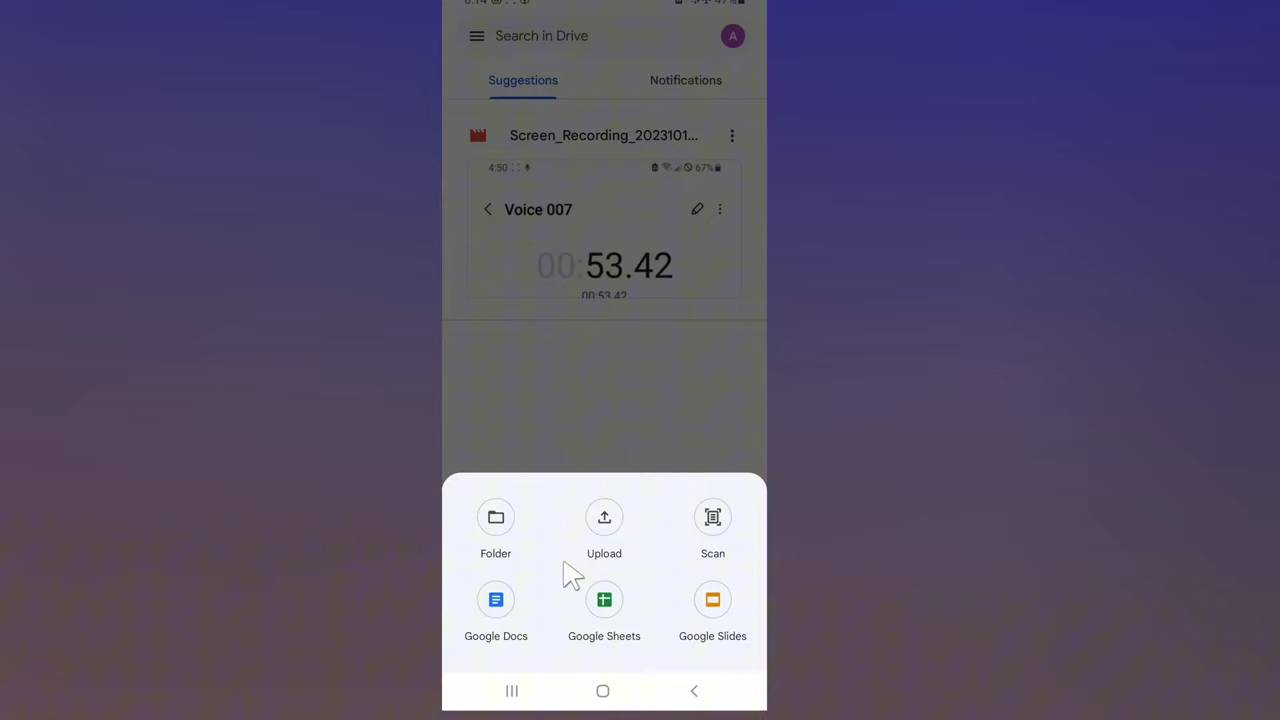 Search in Drive
A
Suggestions
Notifications
Screen_Recording_2023101...
4:50
67%
Voice 007
00:53.42
00:53.42
Folder
Upload
Scan
Google Docs
Google Sheets
Google Slides